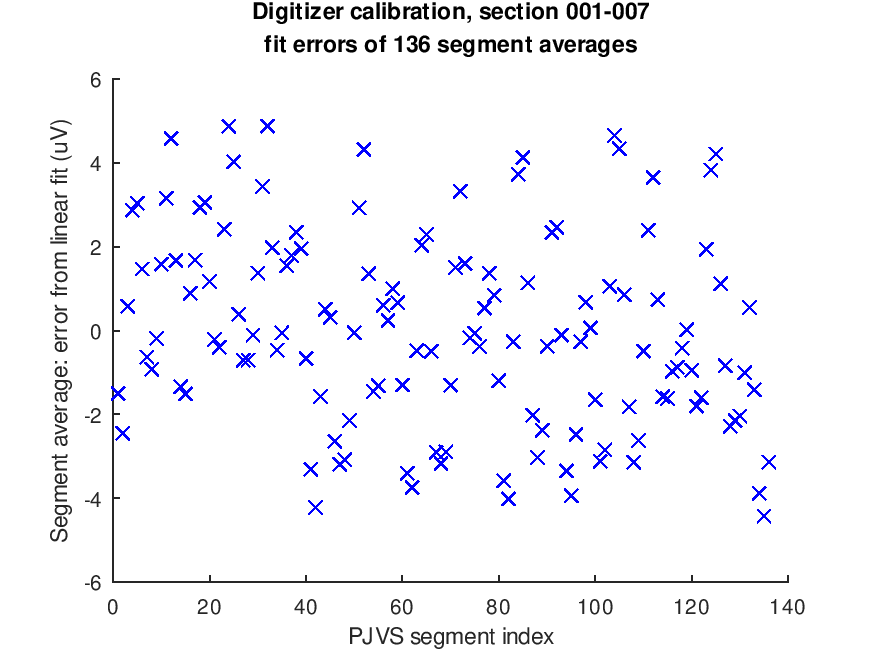 Digitizer calibration, section 001-007
fit errors of 136 segment averages
Segment average: error from linear fit (uV)
6
4
2
0
-2
-4
-6
0 20 40 60 80 100 120 140
PJVS segment index